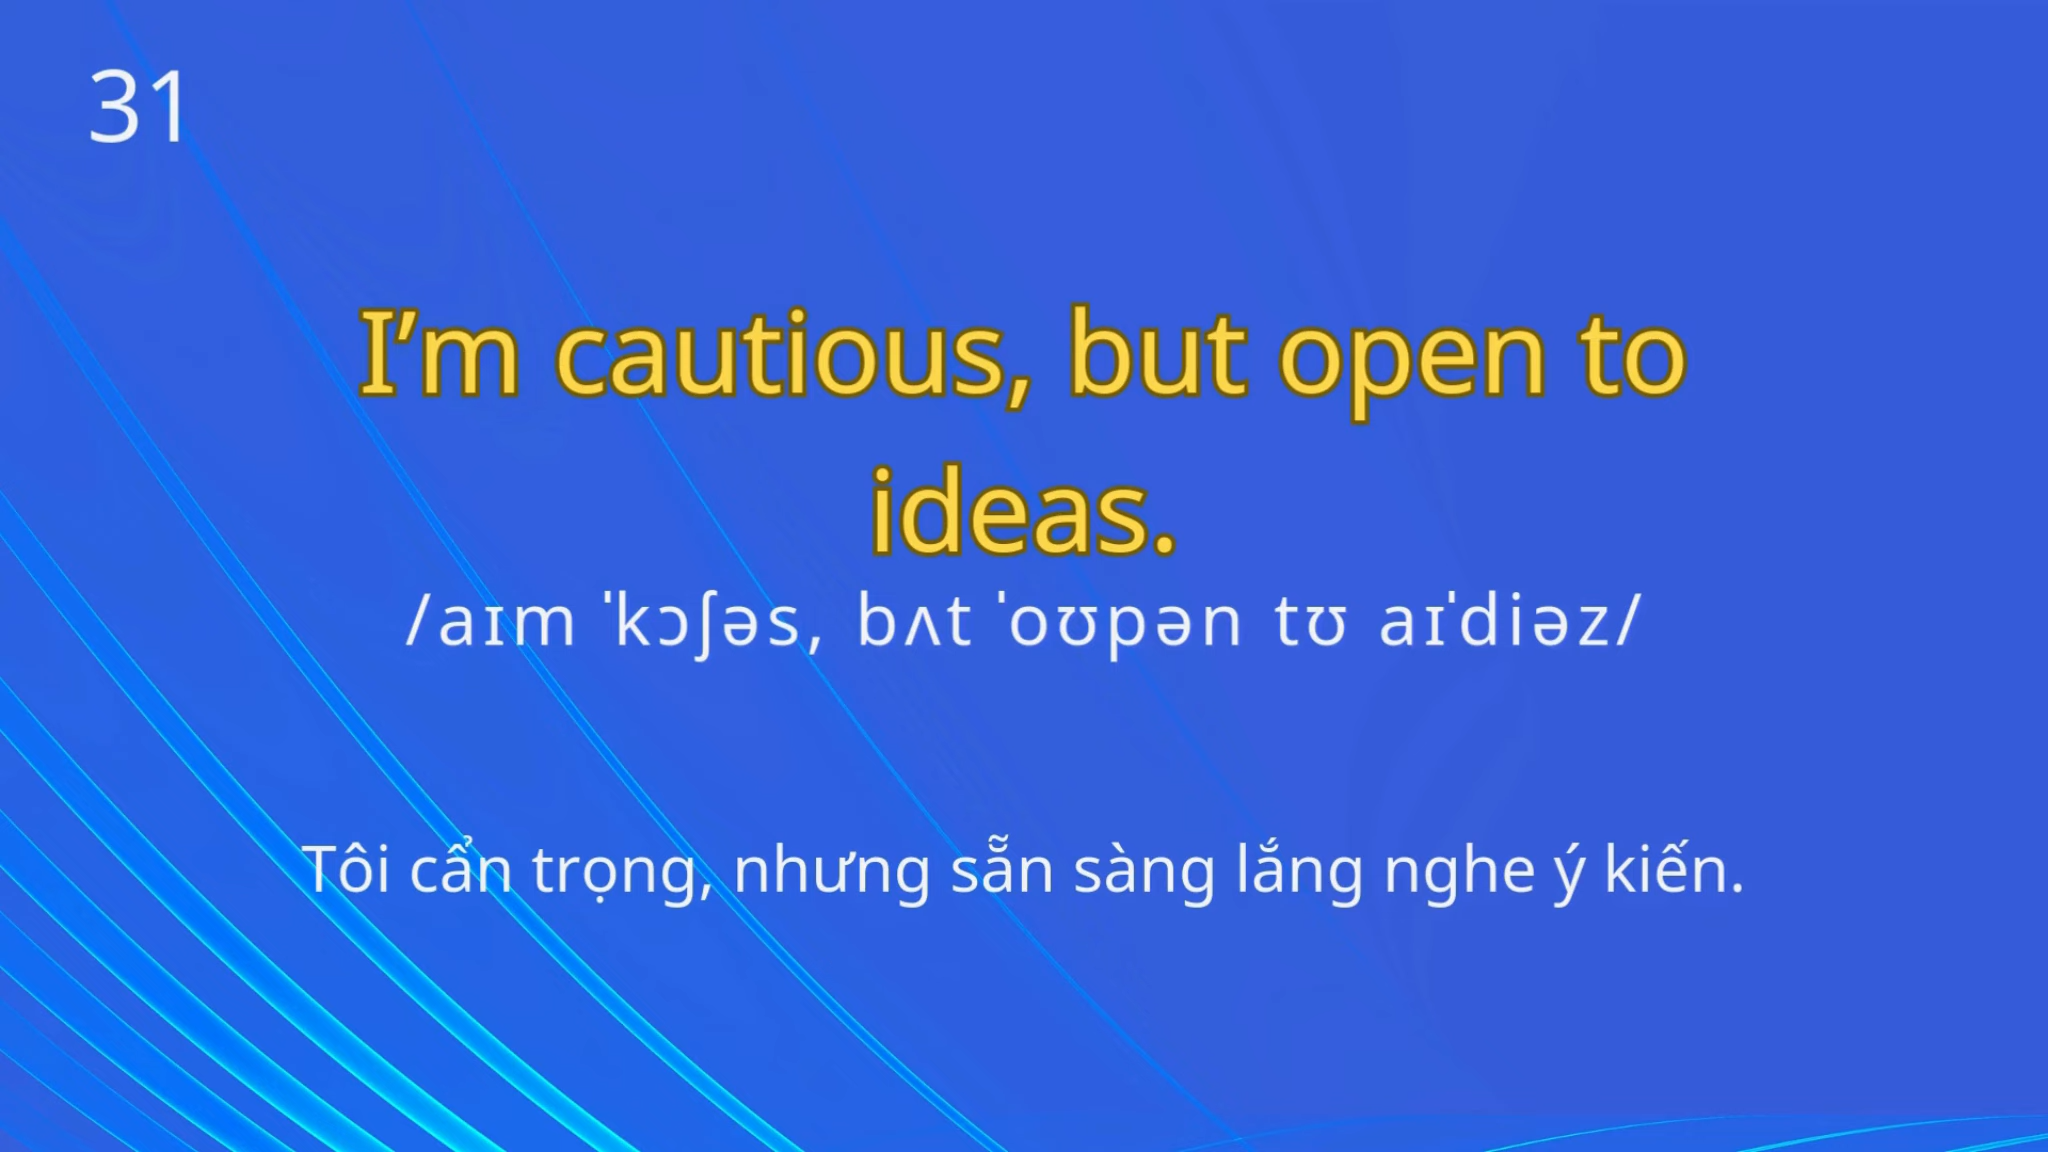 31
I’m cautious, but open to
ideas.
/aɪm ˈkɔʃəs, bʌt ˈoʊpən tʊ aɪˈdiəz/
Tôi cẩn trọng, nhưng sẵn sàng lắng nghe ý kiến.